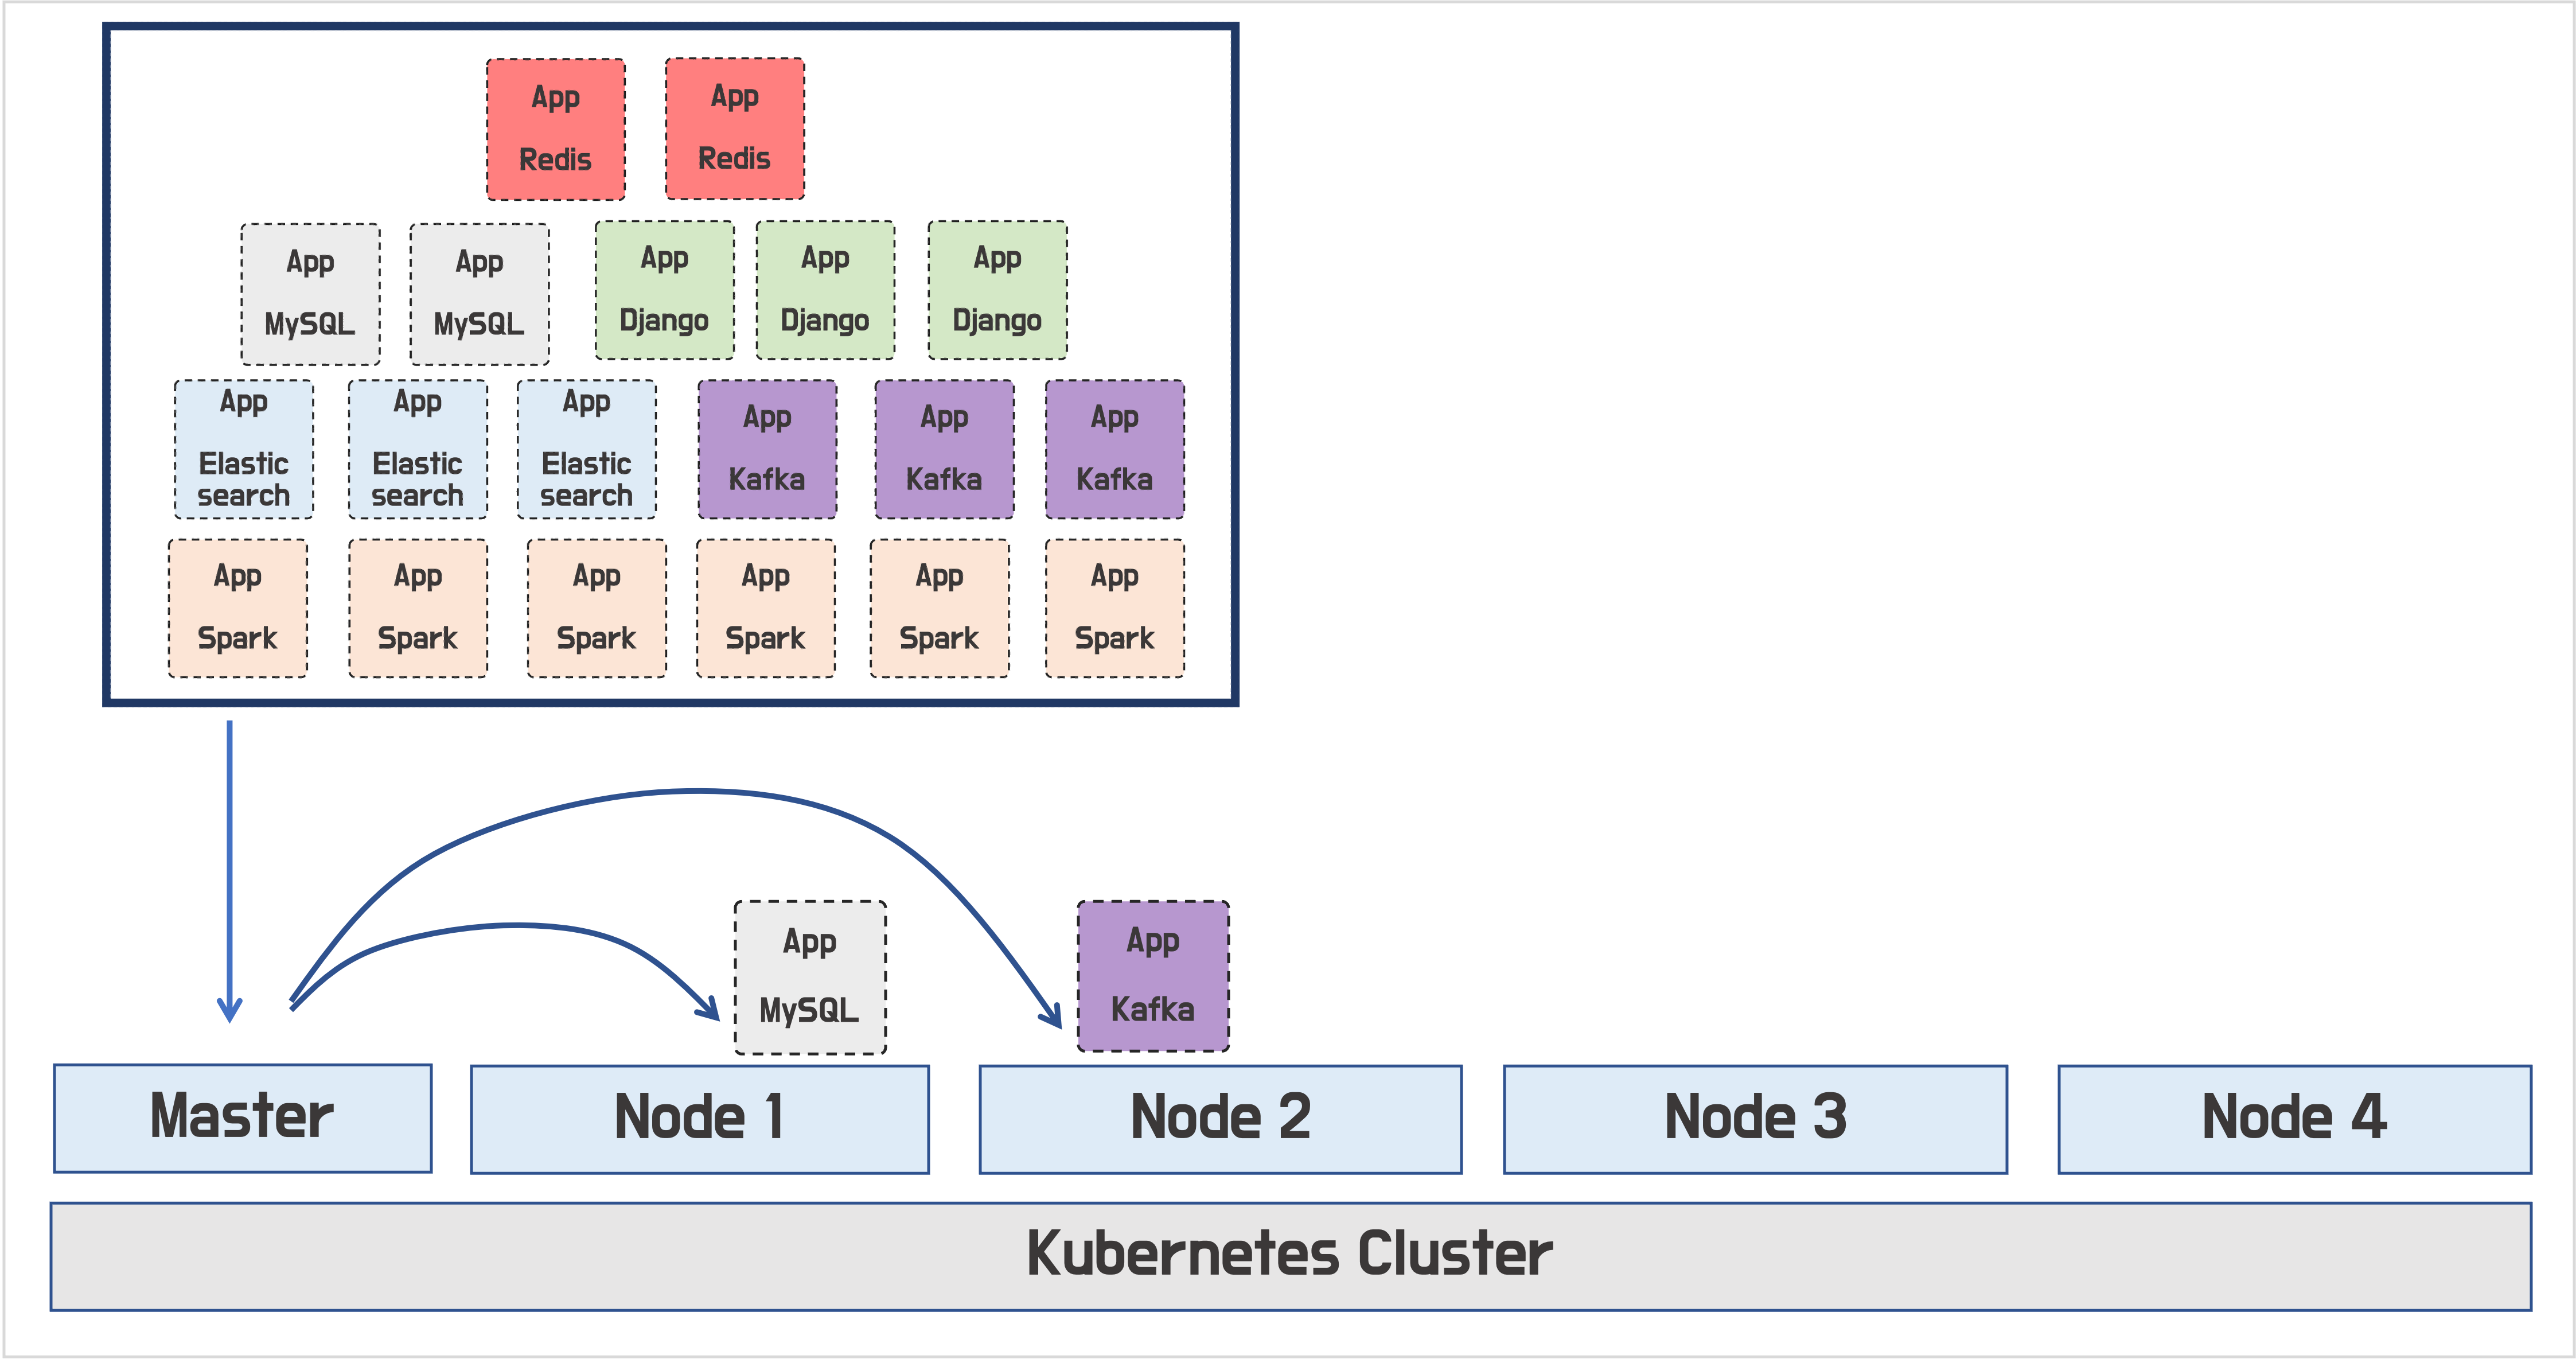 App
Redis
App
Redis
App
MySQL
App
MySQL
App
Django
App
Django
App
Django
App
Elastic
search
App
Elastic
search
App
Elastic
search
App
Kafka
App
Kafka
App
Kafka
App
Spark
App
Spark
App
Spark
App
Spark
App
Spark
App
Spark
App
MySQL
App
Kafka
Master
Node 1
Node 2
Node 3
Node 4
Kubernetes Cluster